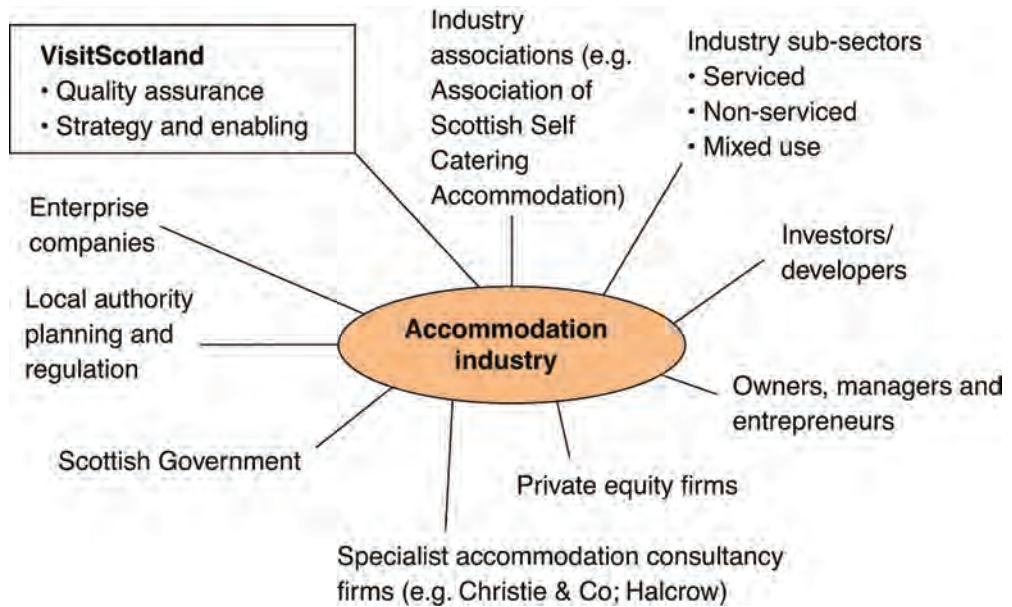 VisitScotland
• Quality assurance
• Strategy and enabling
Industry
associations (e.g.
Association of
Scottish Self
Catering
Accommodation)
Industry sub-sectors
• Serviced
• Non-serviced
• Mixed use
Enterprise
companies
Investors/
developers
Local authority
planning and
regulation
Accommodation
industry
Owners, managers and
entrepreneurs
Scottish Government
Private equity firms
Specialist accommodation consultancy
firms (e.g. Christie & Co; Halcrow)